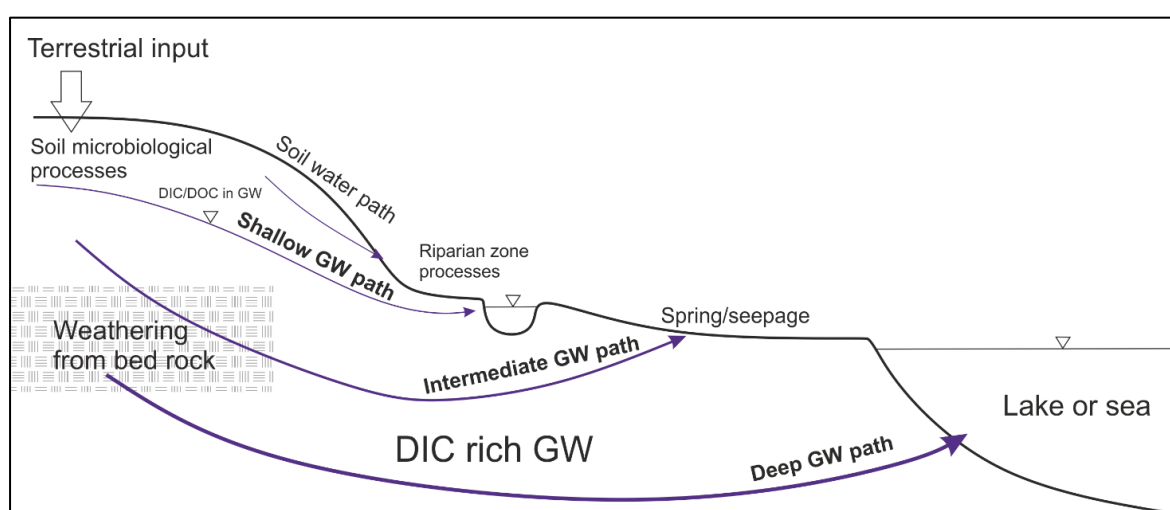 Terrestrial input
Soil microbiological
processes
Soil water path
DIC/DOC in GW
Shallow GW path
Riparian zone
processes
Weathering
from bed rock
Spring/seepage
Intermediate GW path
Lake or sea
DIC rich GW
Deep GW path